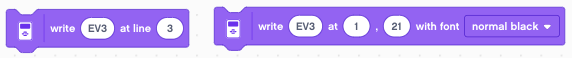 write EV3 at line 3
write EV3 at 1 , 21 with font normal black